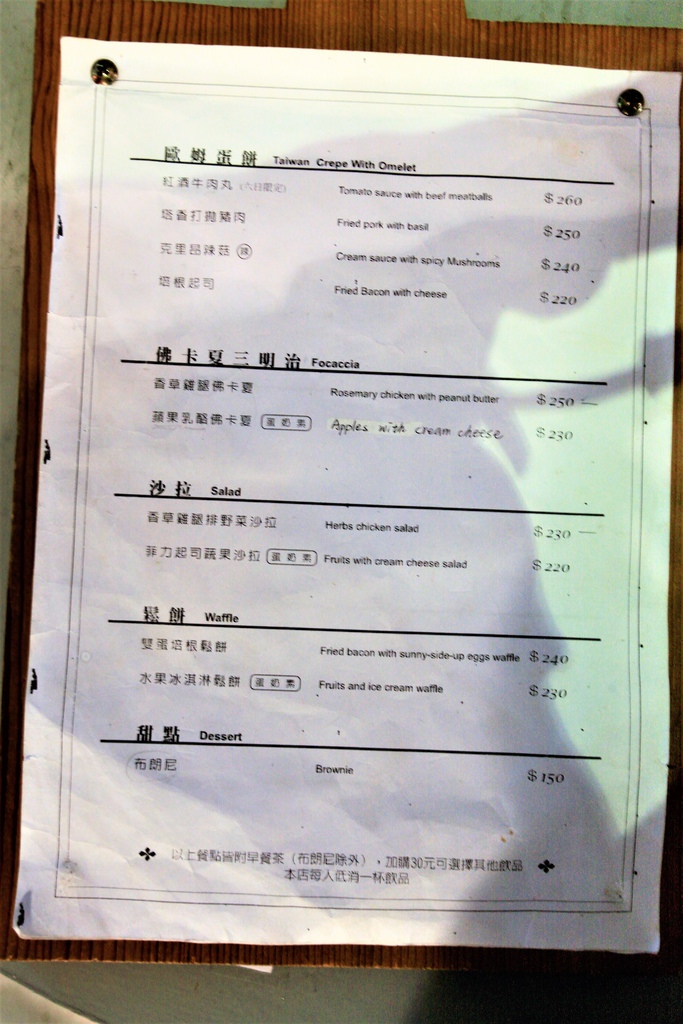 歐姆蛋餅 Taiwan Crepe With Omelet
紅酒牛肉丸 (六日限定) Tomato sauce with beef meatballs $260
塔香打拋豬肉 Fried pork with basil $250
克里昂辣菇 辣 Cream sauce with spicy Mushrooms $240
培根起司 Fried Bacon with cheese $220
佛卡夏三明治 Focaccia
香草雞腿佛卡夏 Rosemary chicken with peanut butter $250
蘋果乳酪佛卡夏 蛋奶素 Apples with cream cheese $230
沙拉 Salad
香草雞腿排野菜沙拉 Herbs chicken salad $230
菲力起司蔬果沙拉 蛋奶素 Fruits with cream cheese salad $220
鬆餅 Waffle
雙蛋培根鬆餅 Fried bacon with sunny-side-up eggs waffle $240
水果冰淇淋鬆餅 蛋奶素 Fruits and ice cream waffle $230
甜點 Dessert
布朗尼 Brownie $150
以上餐點皆附早餐茶（布朗尼除外），加購30元可選擇其他飲品
本店每人低消一杯飲品